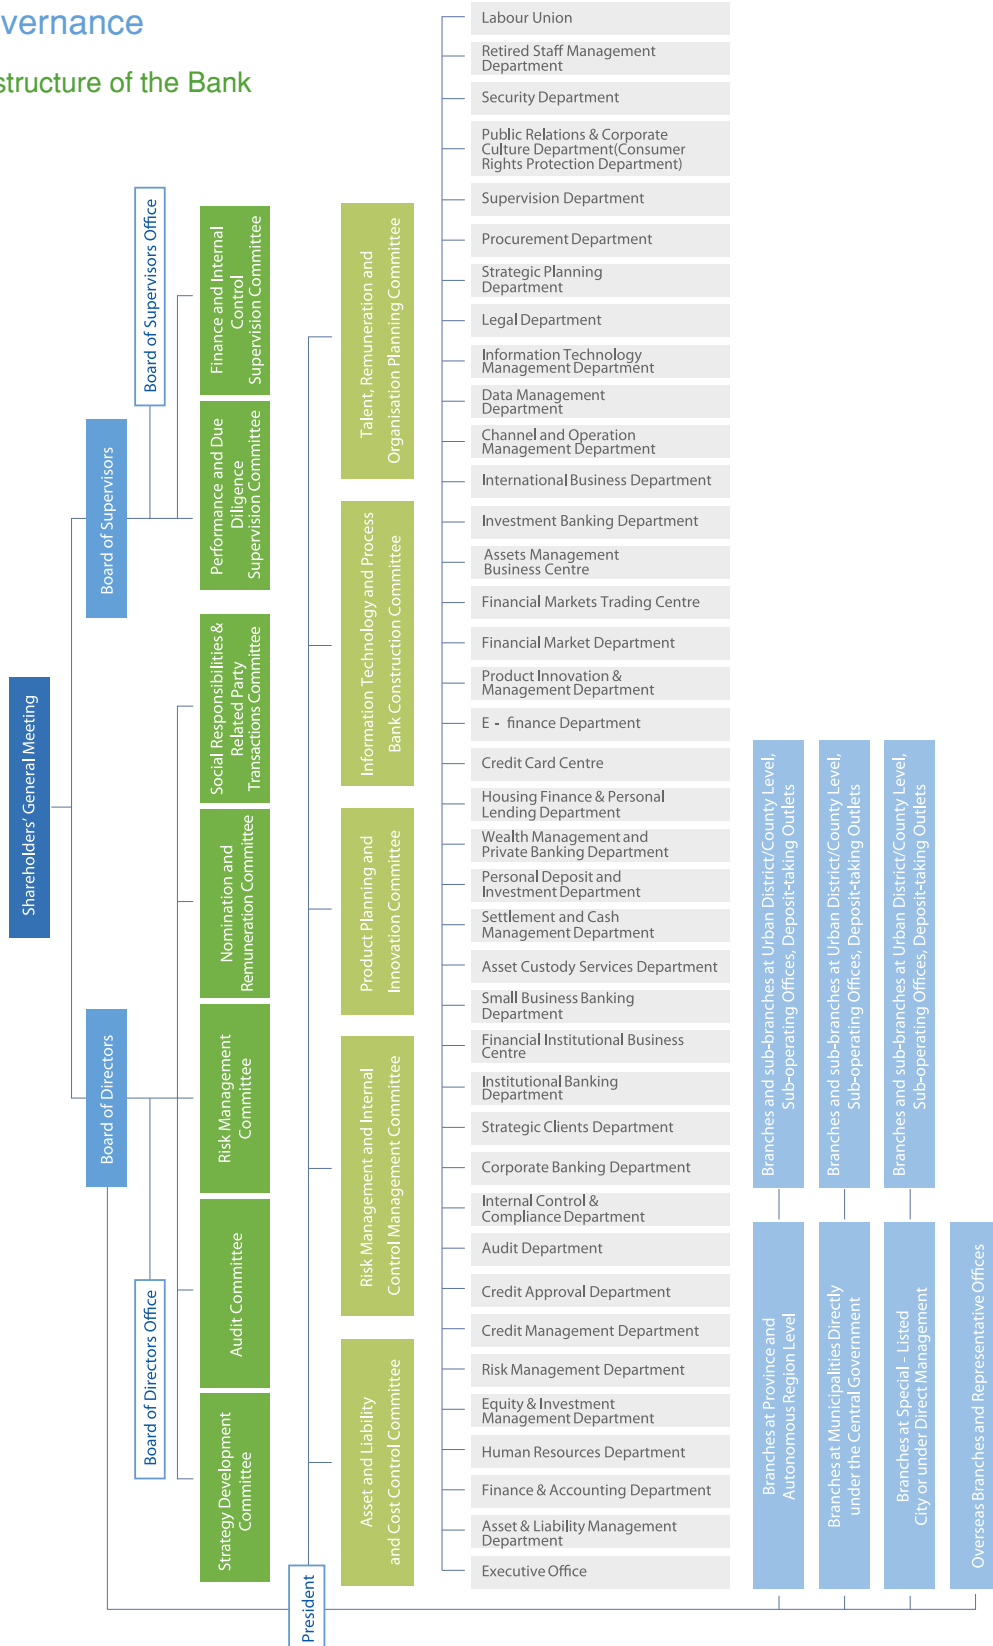 vernance
structure of the Bank
Shareholders' General Meeting
Board of Supervisors
Board of Directors
Board of Supervisors Office
Board of Directors Office
Finance and Internal
Control
Supervision Committee
Performance and Due
Diligence
Supervision Committee
Social Responsibilities &
Related Party
Transactions Committee
Nomination and
Remuneration Committee
Risk Management
Committee
Audit Committee
Strategy Development
Committee
President
Talent, Remuneration and
Organisation Planning Committee
Information Technology and Process
Bank Construction Committee
Product Planning and
Innovation Committee
Risk Management and Internal
Control Management Committee
Asset and Liability
and Cost Control Committee
Labour Union
Retired Staff Management
Department
Security Department
Public Relations & Corporate
Culture Department(Consumer
Rights Protection Department)
Supervision Department
Procurement Department
Strategic Planning
Department
Legal Department
Information Technology
Management Department
Data Management
Department
Channel and Operation
Management Department
International Business Department
Investment Banking Department
Assets Management
Business Centre
Financial Markets Trading Centre
Financial Market Department
Product Innovation &
Management Department
E - finance Department
Credit Card Centre
Housing Finance & Personal
Lending Department
Wealth Management and
Private Banking Department
Personal Deposit and
Investment Department
Settlement and Cash
Management Department
Asset Custody Services Department
Small Business Banking
Department
Financial Institutional Business
Centre
Institutional Banking
Department
Strategic Clients Department
Corporate Banking Department
Internal Control &
Compliance Department
Audit Department
Credit Approval Department
Credit Management Department
Risk Management Department
Equity & Investment
Management Department
Human Resources Department
Finance & Accounting Department
Asset & Liability Management
Department
Executive Office
Branches and sub-branches at Urban District/County Level,
Sub-operating Offices, Deposit-taking Outlets
Branches and sub-branches at Urban District/County Level,
Sub-operating Offices, Deposit-taking Outlets
Branches and sub-branches at Urban District/County Level,
Sub-operating Offices, Deposit-taking Outlets
Branches at Province and
Autonomous Region Level
Branches at Municipalities Directly
under the Central Government
Branches at Special - Listed
City or under Direct Management
Overseas Branches and Representative Offices